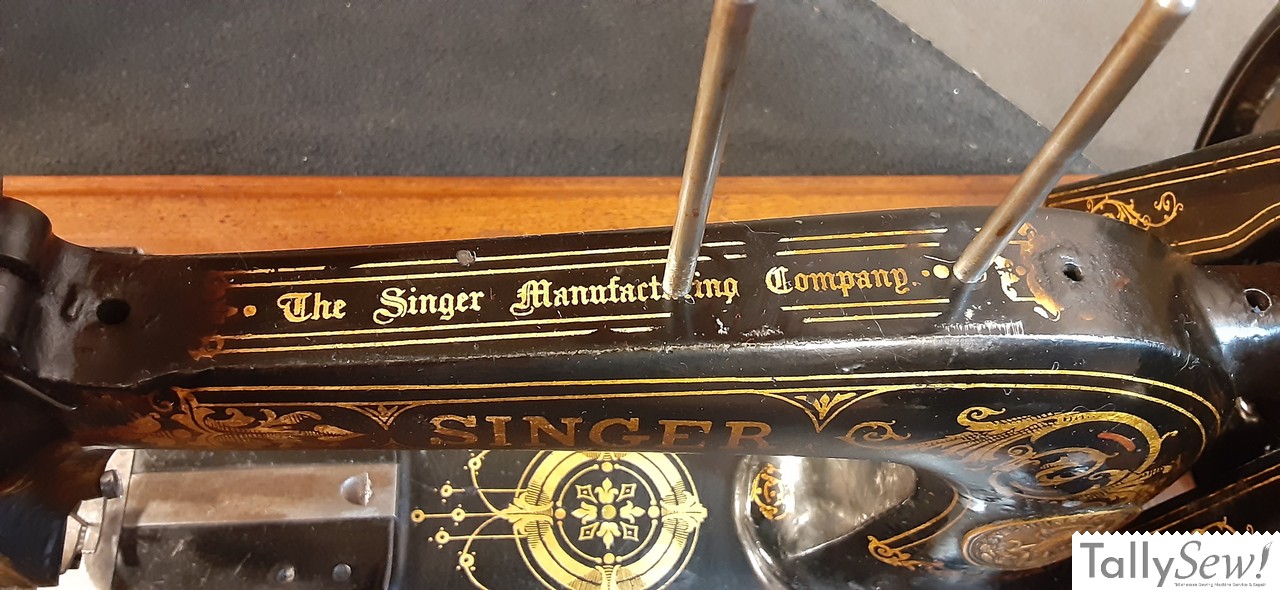 The Singer Manufacturing Company.
SINGER
TallySew!